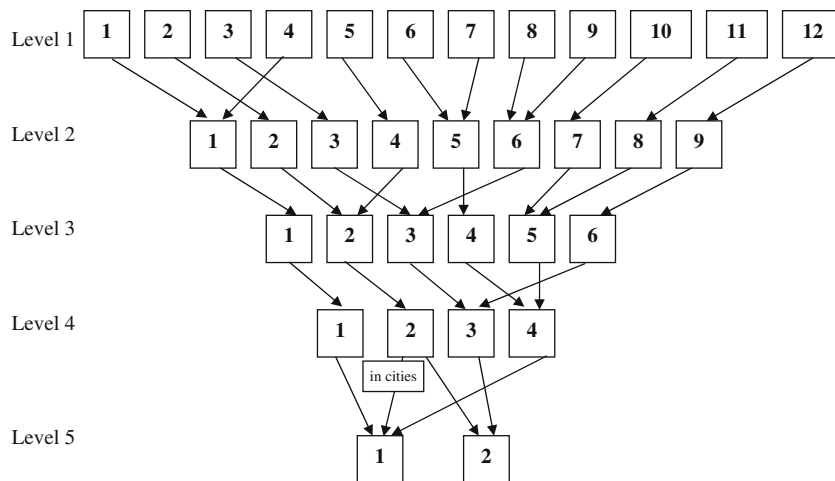 Level 1 1 2 3 4 5 6 7 8 9 10 11 12
Level 2 1 2 3 4 5 6 7 8 9
Level 3 1 2 3 4 5 6
Level 4 1 2 3 4
in cities
Level 5 1 2